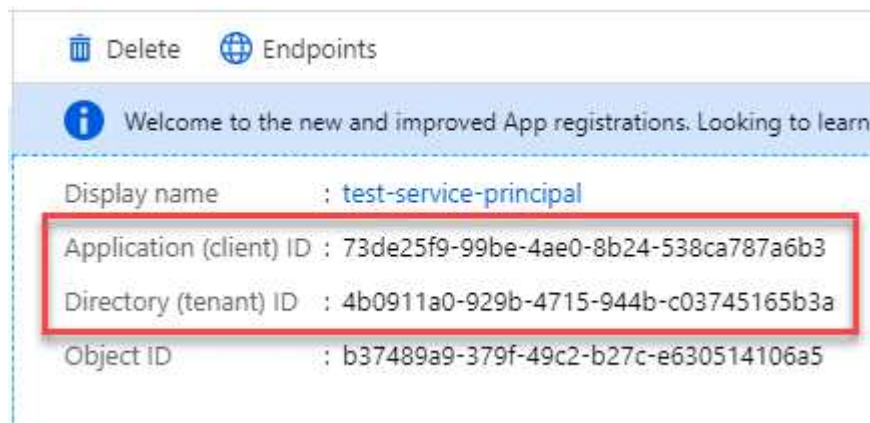 Delete Endpoints
Welcome to the new and improved App registrations. Looking to learn
Display name : test-service-principal
Application (client) ID : 73de25f9-99be-4ae0-8b24-538ca787a6b3
Directory (tenant) ID : 4b0911a0-929b-4715-944b-c03745165b3a
Object ID : b37489a9-379f-49c2-b27c-e630514106a5